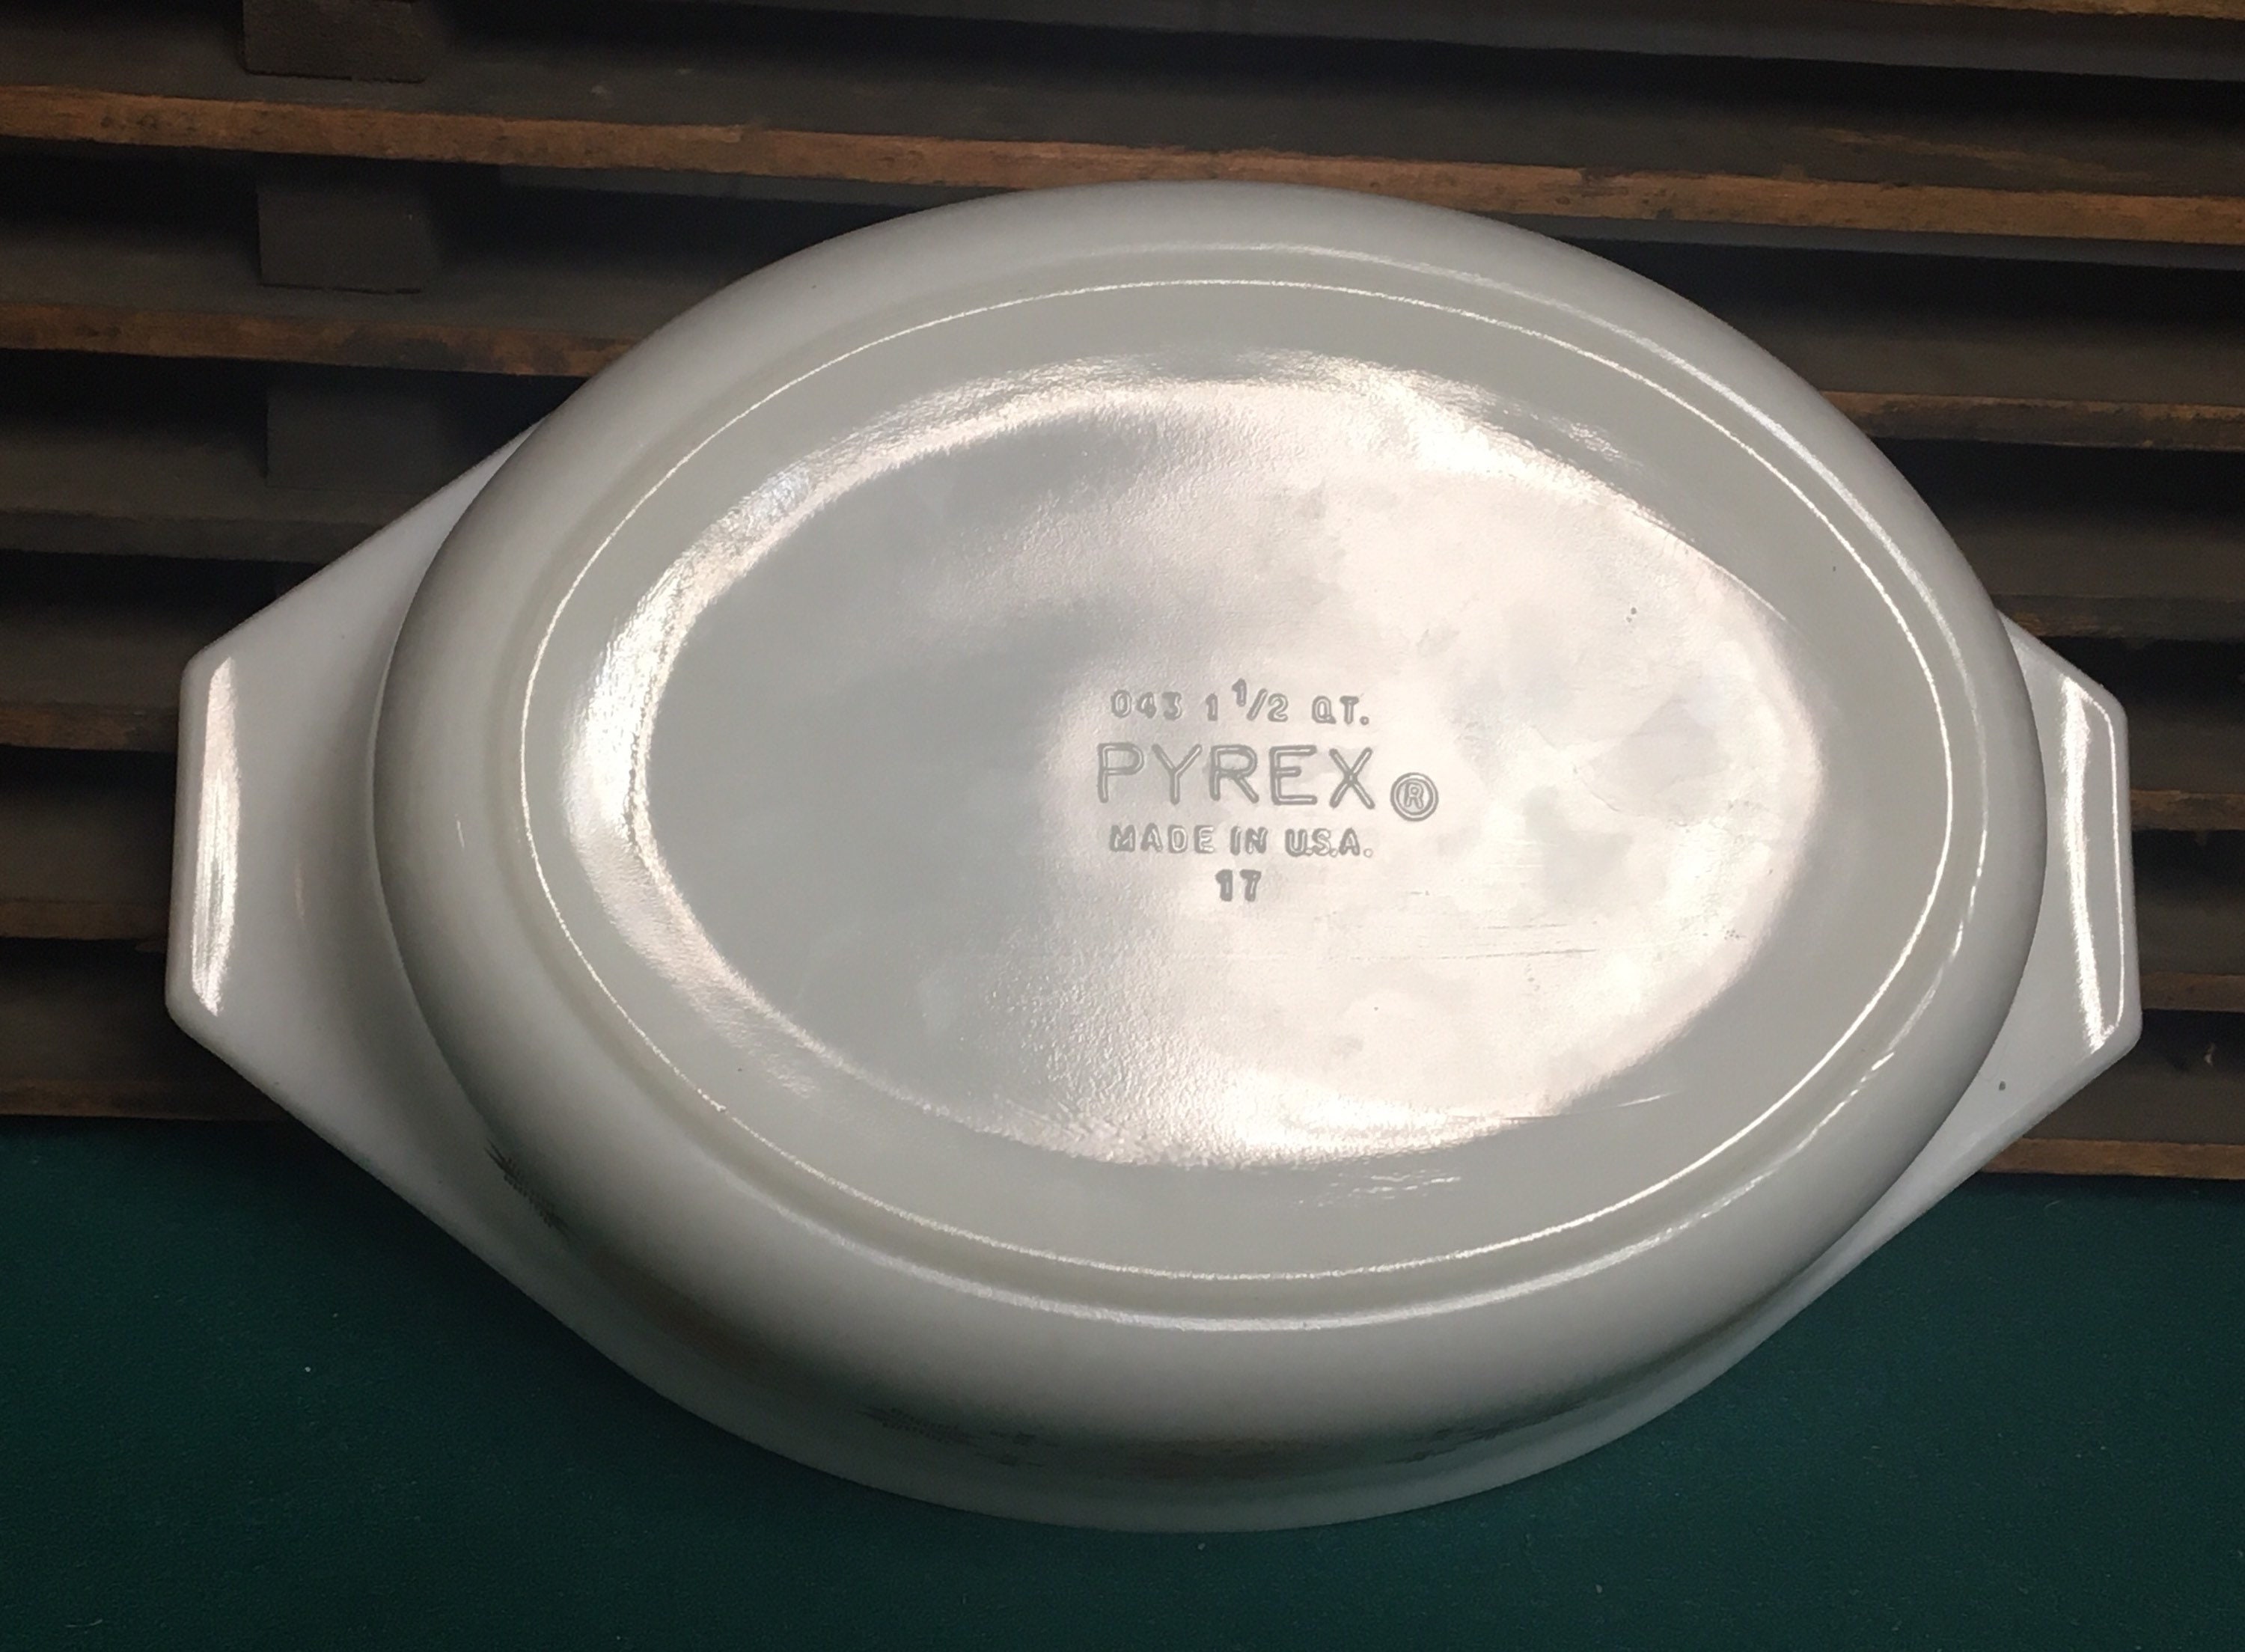 043 1 1/2 QT.
PYREX ®
MADE IN U.S.A.
17